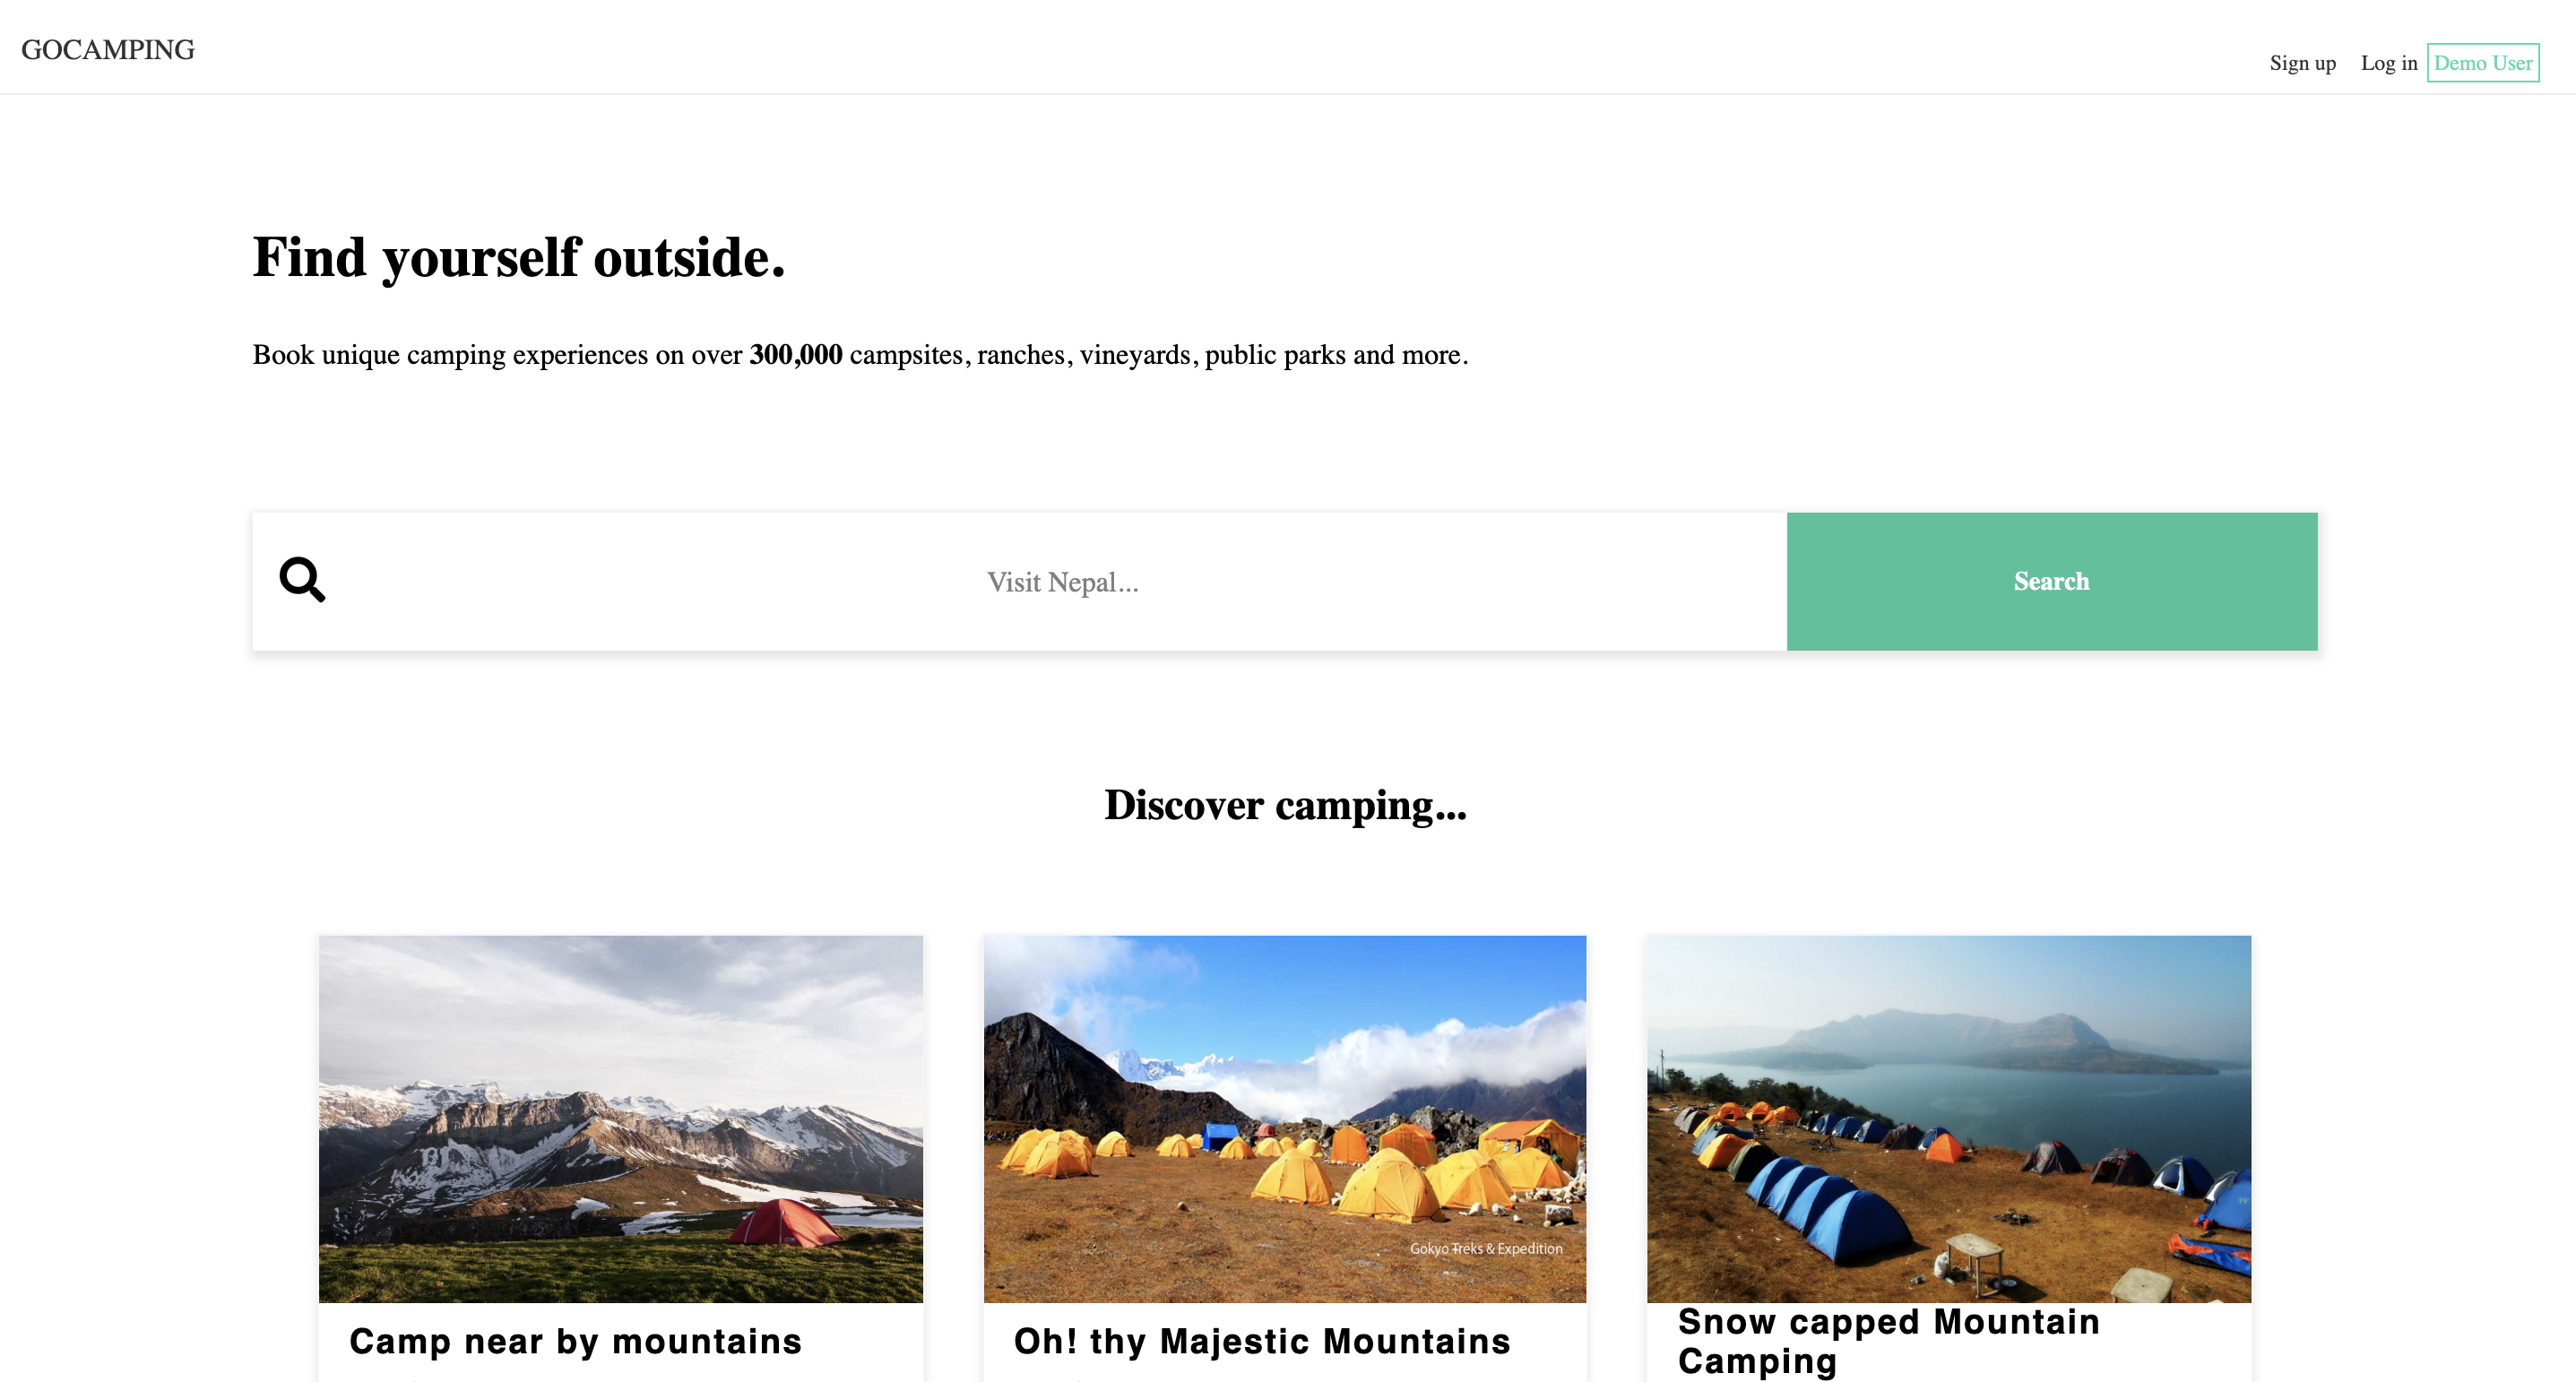 GOCAMPING
Sign up Log in Demo User
Find yourself outside.
Book unique camping experiences on over 300,000 campsites, ranches, vineyards, public parks and more.
Visit Nepal...
Search
Discover camping...
Gokyo Treks & Expedition
Camp near by mountains
Oh! thy Majestic Mountains
Snow capped Mountain
Camping